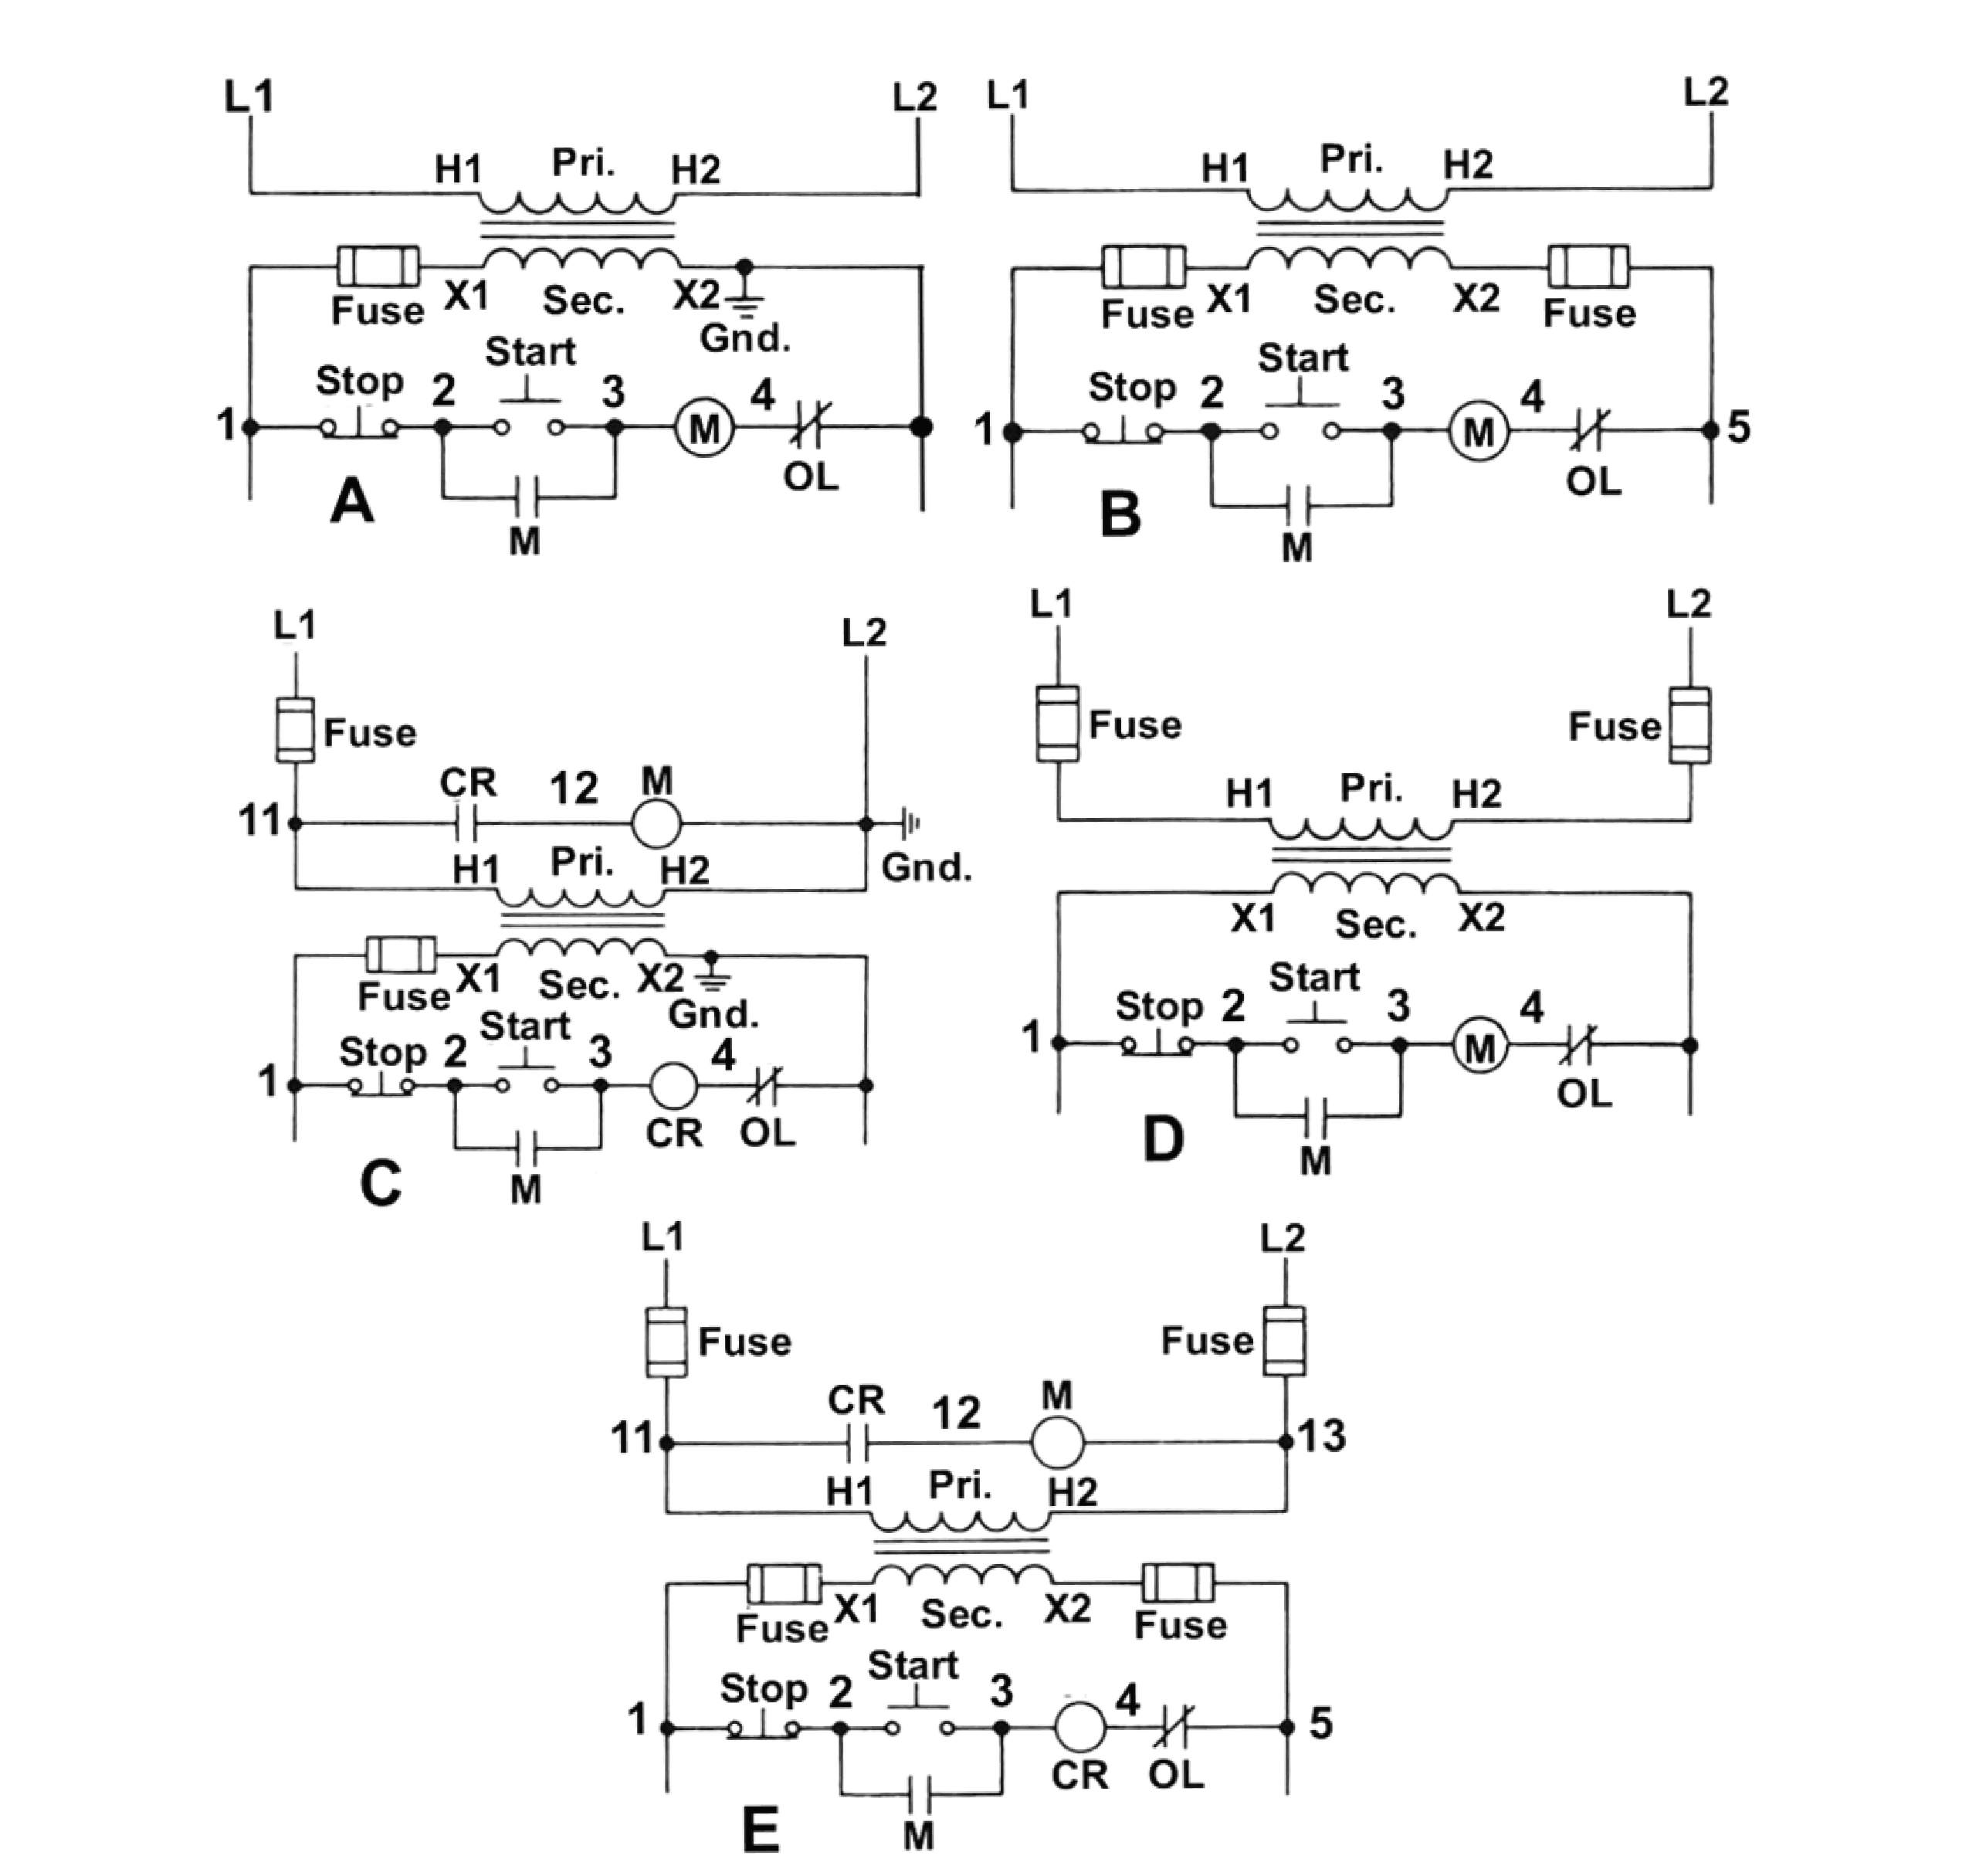 L1 L2
H1 Pri. H2
Fuse X1 Sec. X2 Gnd.
Start
Stop 2 3 4
1 M
OL
A M
L1 L2
H1 Pri. H2
Fuse X1 Sec. X2 Fuse
Start
Stop 2 3 4
1 M 5
OL
B M
L1 L2
Fuse
CR 12 M
11
H1 Pri. H2 Gnd.
Fuse X1 Sec. X2 Gnd.
Start
Stop 2 3 4
1
CR OL
C M
L1 L2
Fuse Fuse
H1 Pri. H2
X1 Sec. X2
Start
Stop 2 3 4
1 M
OL
D M
L1 L2
Fuse Fuse
CR 12 M
11 13
H1 Pri. H2
Fuse X1 Sec. X2 Fuse
Start
Stop 2 3 4
1 5
CR OL
E M